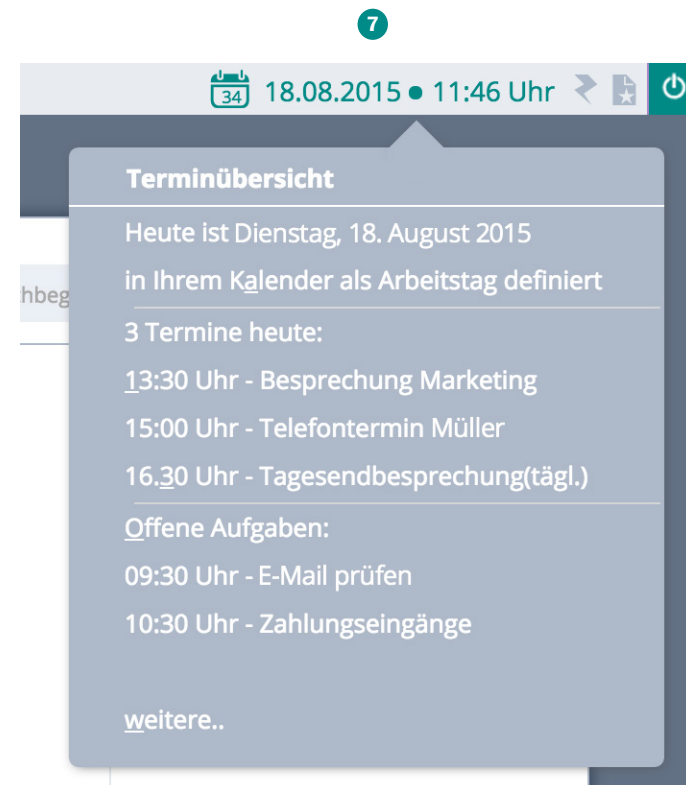 7
34 18.08.2015 • 11:46 Uhr
Terminübersicht
Heute ist Dienstag, 18. August 2015
in Ihrem Kalender als Arbeitstag definiert
hbeg
3 Termine heute:
13:30 Uhr - Besprechung Marketing
15:00 Uhr - Telefontermin Müller
16.30 Uhr - Tagesendbesprechung(tägl.)
Offene Aufgaben:
09:30 Uhr - E-Mail prüfen
10:30 Uhr - Zahlungseingänge
weitere..